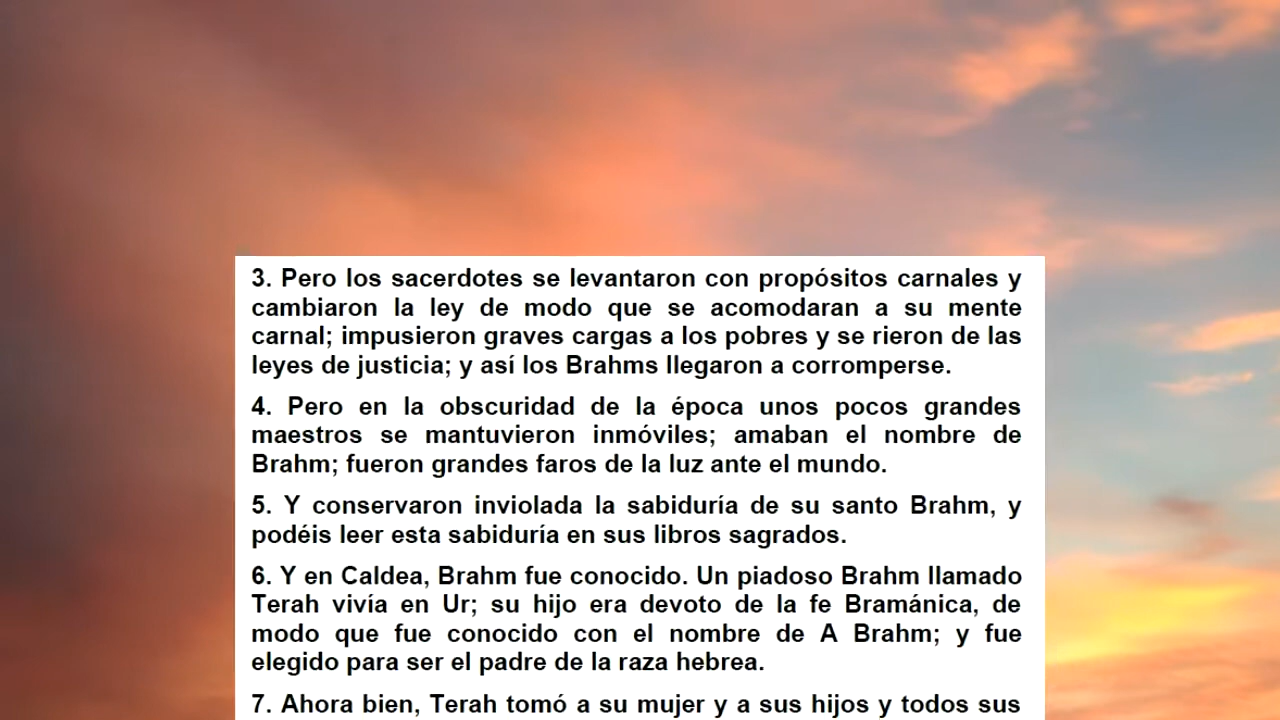 3. Pero los sacerdotes se levantaron con propósitos carnales y
cambiaron la ley de modo que se acomodaran a su mente
carnal; impusieron graves cargas a los pobres y se rieron de las
leyes de justicia; y así los Brahms llegaron a corromperse.
4. Pero en la obscuridad de la época unos pocos grandes
maestros se mantuvieron inmóviles; amaban el nombre de
Brahm; fueron grandes faros de la luz ante el mundo.
5. Y conservaron inviolada la sabiduría de su santo Brahm, y
podéis leer esta sabiduría en sus libros sagrados.
6. Y en Caldea, Brahm fue conocido. Un piadoso Brahm llamado
Terah vivía en Ur; su hijo era devoto de la fe Bramánica, de
modo que fue conocido con el nombre de A Brahm; y fue
elegido para ser el padre de la raza hebrea.
7. Ahora bien, Terah tomó a su mujer y a sus hijos y todos sus